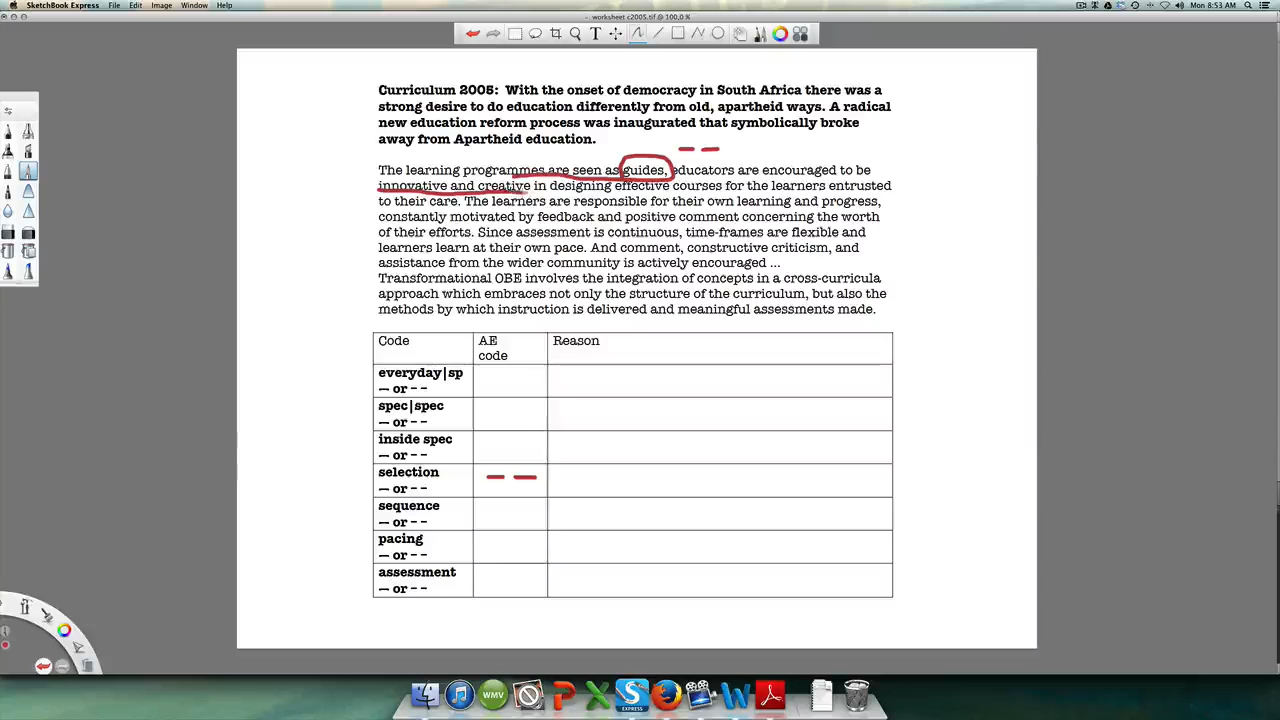 SketchBook Express File Edit Image Window Help Mon 8:53 AM
worksheet c2005.tif @ 100.0 %
T
Curriculum 2005: With the onset of democracy in South Africa there was a
strong desire to do education differently from old, apartheid ways. A radical
new education reform process was inaugurated that symbolically broke
away from Apartheid education.
The learning programmes are seen as guides, educators are encouraged to be
innovative and creative in designing effective courses for the learners entrusted
to their care. The learners are responsible for their own learning and progress,
constantly motivated by feedback and positive comment concerning the worth
of their efforts. Since assessment is continuous, time-frames are flexible and
learners learn at their own pace. And comment, constructive criticism, and
assistance from the wider community is actively encouraged ...
Transformational OBE involves the integration of concepts in a cross-curricula
approach which embraces not only the structure of the curriculum, but also the
methods by which instruction is delivered and meaningful assessments made.
Code AE Reason
code
everyday|sp
— or - -
spec|spec
— or - -
inside spec
— or - -
selection
— or - -
sequence
— or - -
pacing
— or - -
assessment
— or - -
WMV P X S EXPRESS W